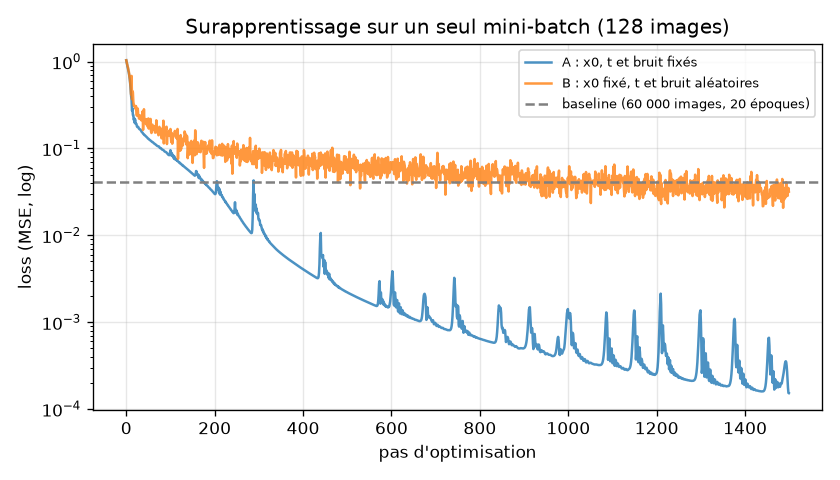 Surapprentissage sur un seul mini-batch (128 images)
A : x0, t et bruit fixés
B : x0 fixé, t et bruit aléatoires
baseline (60 000 images, 20 époques)
loss (MSE, log)
10⁰
10⁻¹
10⁻²
10⁻³
10⁻⁴
0 200 400 600 800 1000 1200 1400
pas d'optimisation